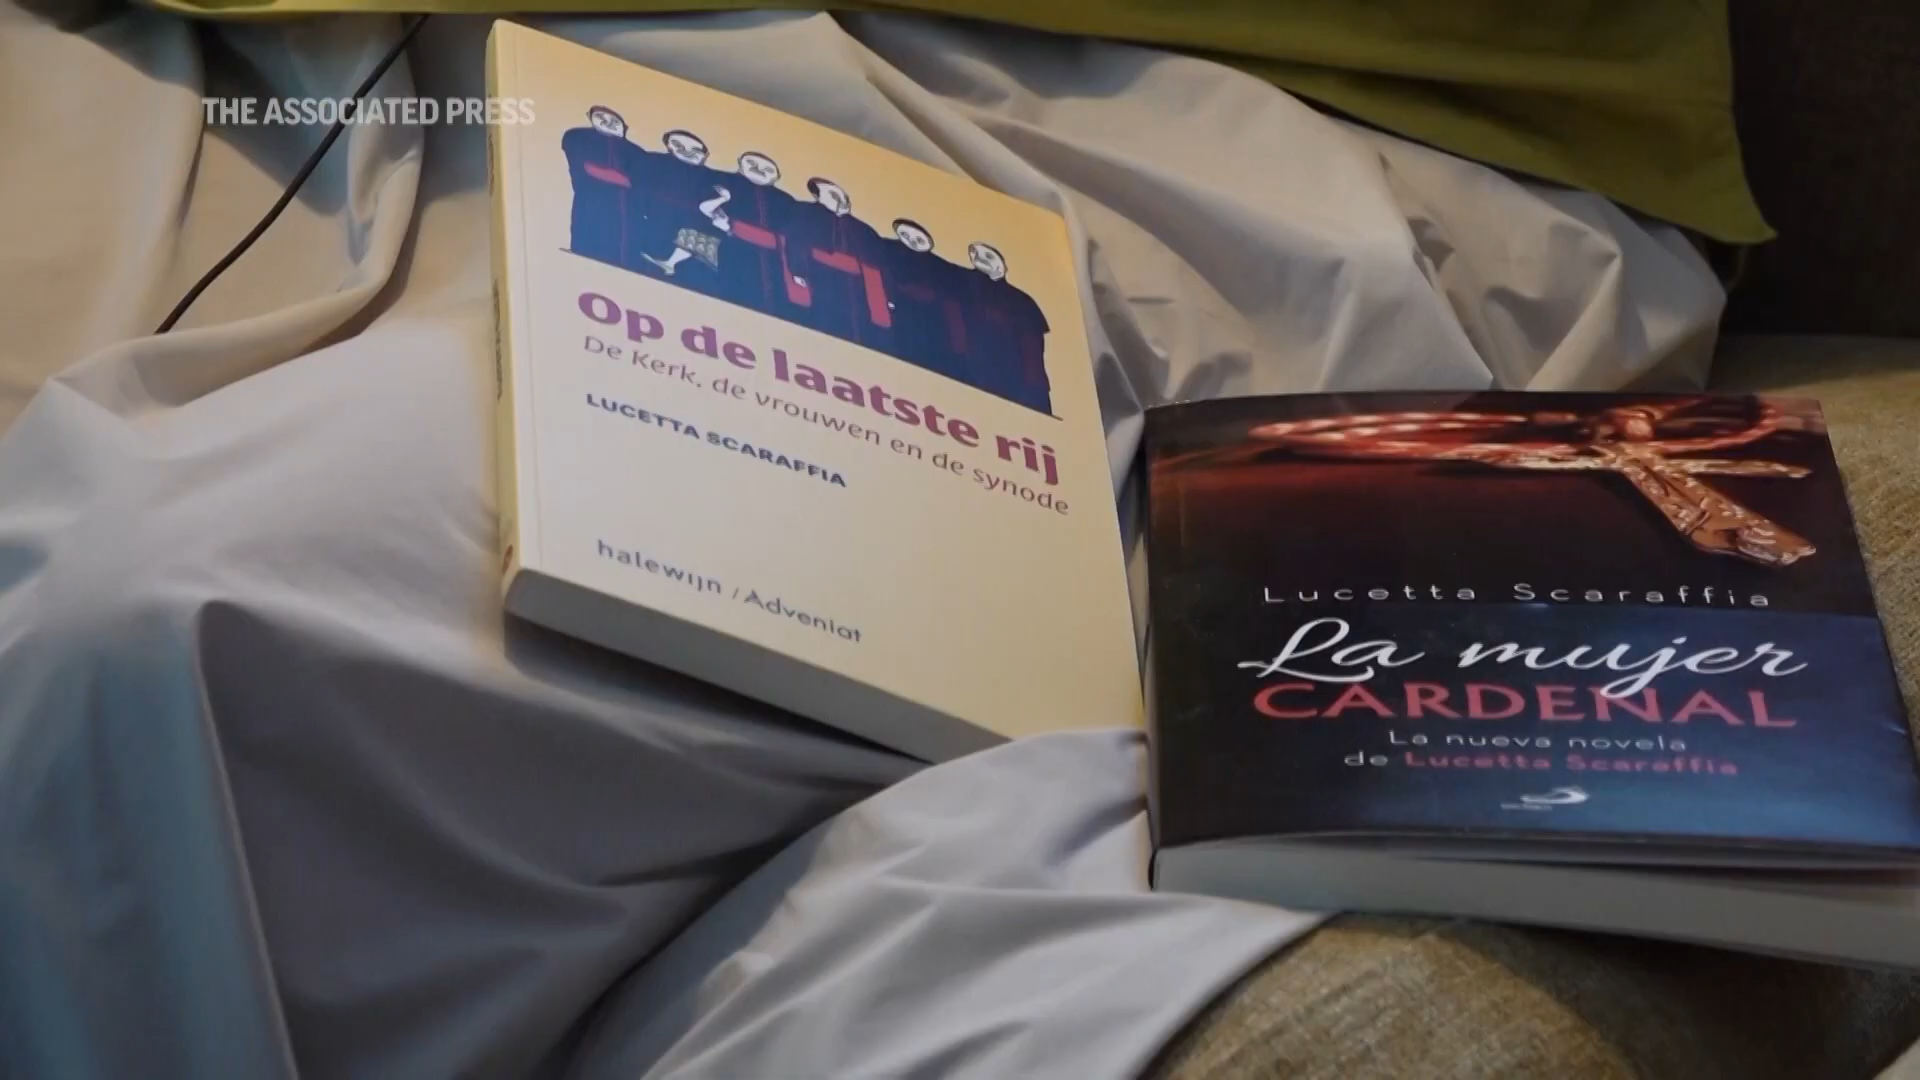 THE ASSOCIATED PRESS
Op de laatste rij
De Kerk, de vrouwen en de synode
LUCETTA SCARAFFIA
halewijn / Adveniat
Lucetta Scaraffia
La mujer
CARDENAL
La nueva novela
de Lucetta Scaraffia